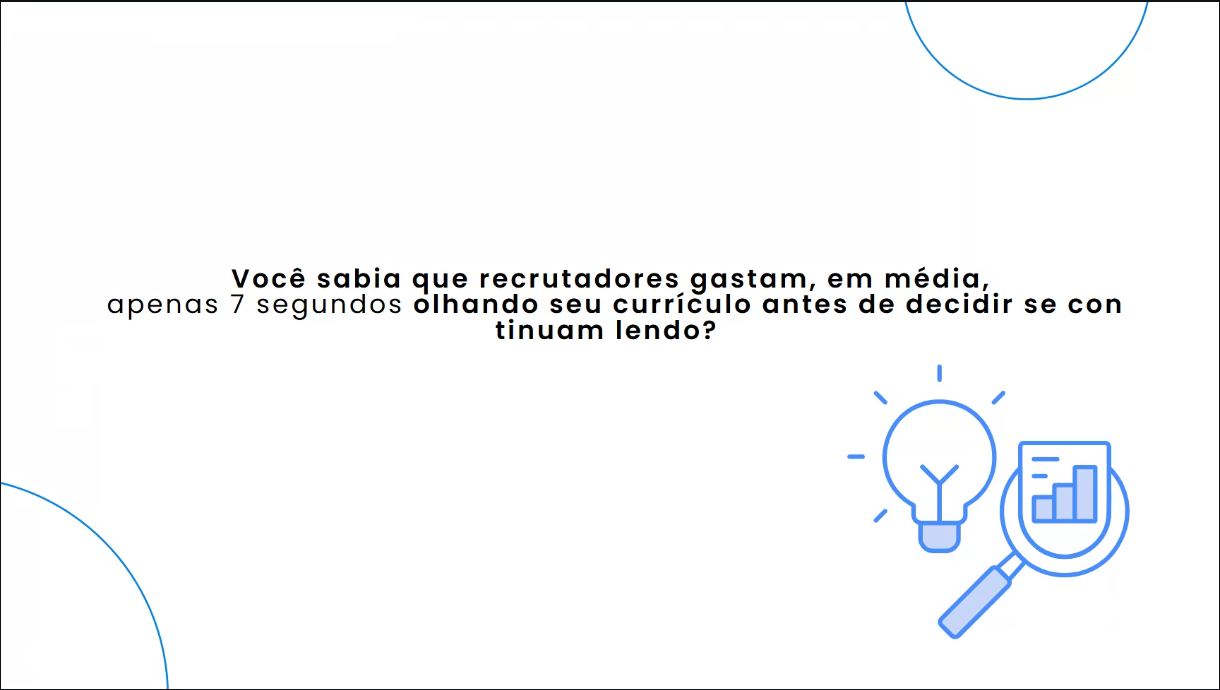 Você sabia que recrutadores gastam, em média,
apenas 7 segundos olhando seu currículo antes de decidir se con
tinuam lendo?